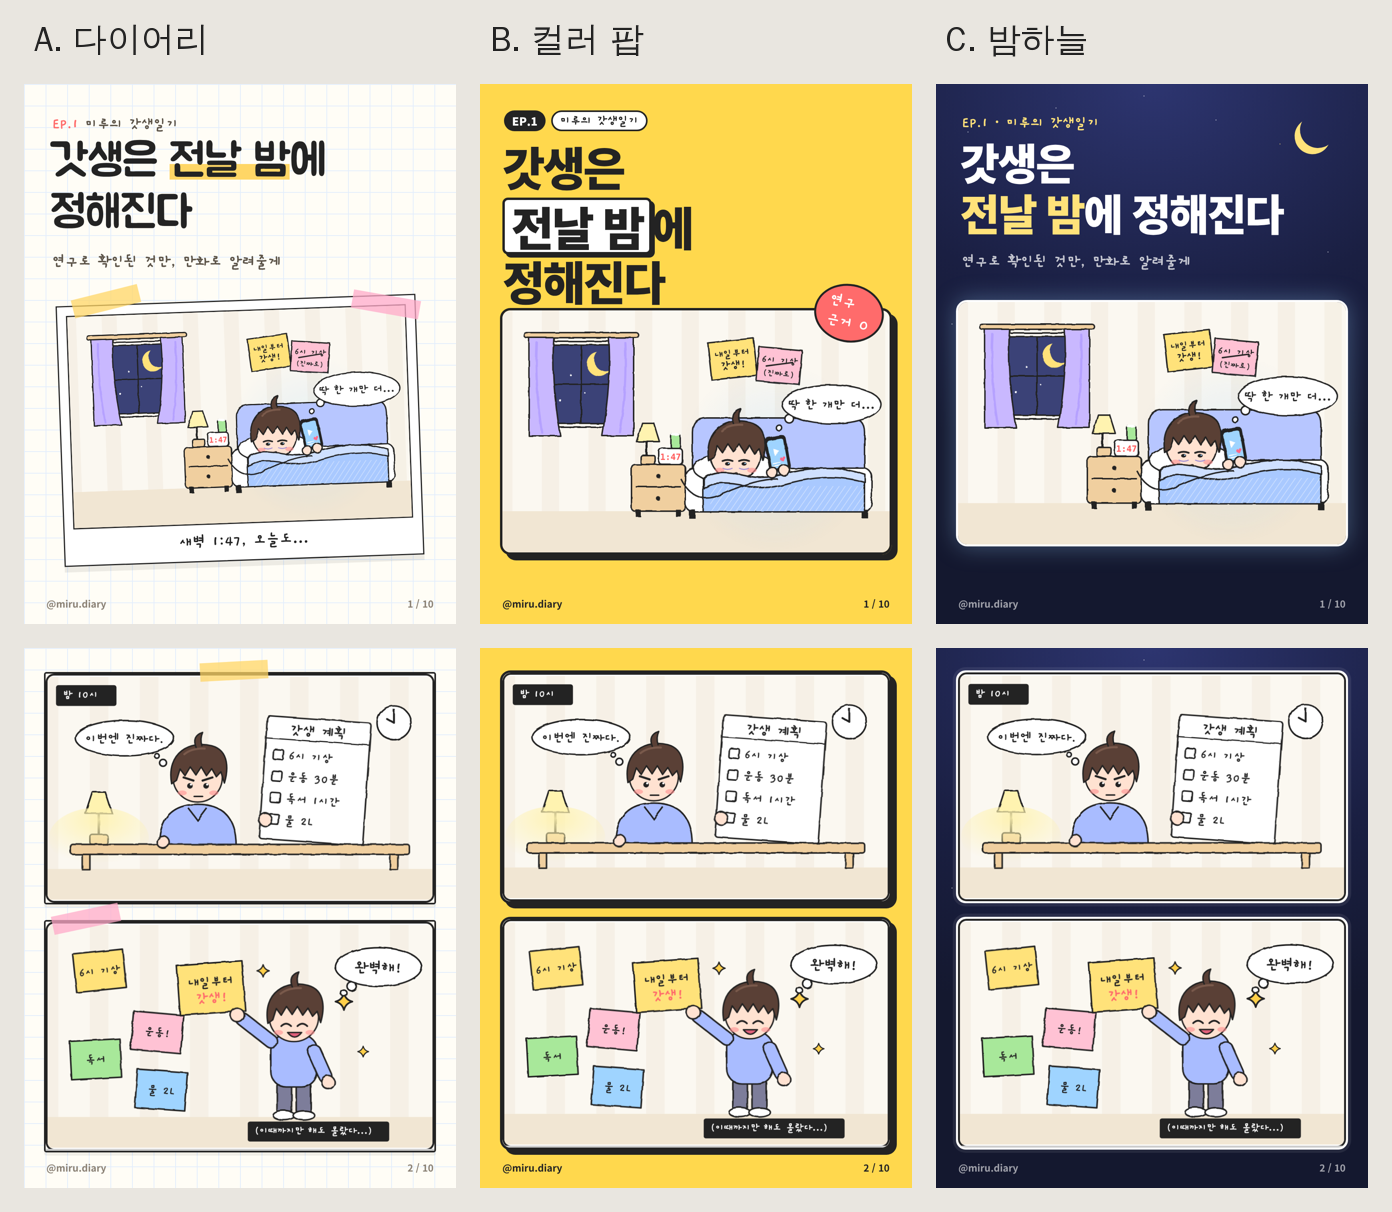 A. 다이어리
B. 컬러 팝
C. 밤하늘
EP.1 미루의 갓생일기
갓생은 전날 밤에
정해진다
연구로 확인된 것만, 만화로 알려줄게
내일부터
갓생!
6시 기상
(진짜로)
딱 한 개만 더...
1:47
새벽 1:47, 오늘도...
@miru.diary
1 / 10
EP.1
미루의 갓생일기
갓생은
전날 밤에
정해진다
연구
근거 O
내일부터
갓생!
6시 기상
(진짜로)
딱 한 개만 더...
1:47
@miru.diary
1 / 10
EP.1 · 미루의 갓생일기
갓생은
전날 밤에 정해진다
연구로 확인된 것만, 만화로 알려줄게
내일부터
갓생!
6시 기상
(진짜로)
딱 한 개만 더...
1:47
@miru.diary
1 / 10
밤 10시
이번엔 진짜다.
갓생 계획
6시 기상
운동 30분
독서 1시간
물 2L
6시 기상
내일부터
갓생!
완벽해!
운동!
독서
물 2L
(이때까지만 해도 몰랐다...)
@miru.diary
2 / 10
밤 10시
이번엔 진짜다.
갓생 계획
6시 기상
운동 30분
독서 1시간
물 2L
6시 기상
내일부터
갓생!
완벽해!
운동!
독서
물 2L
(이때까지만 해도 몰랐다...)
@miru.diary
2 / 10
밤 10시
이번엔 진짜다.
갓생 계획
6시 기상
운동 30분
독서 1시간
물 2L
6시 기상
내일부터
갓생!
완벽해!
운동!
독서
물 2L
(이때까지만 해도 몰랐다...)
@miru.diary
2 / 10